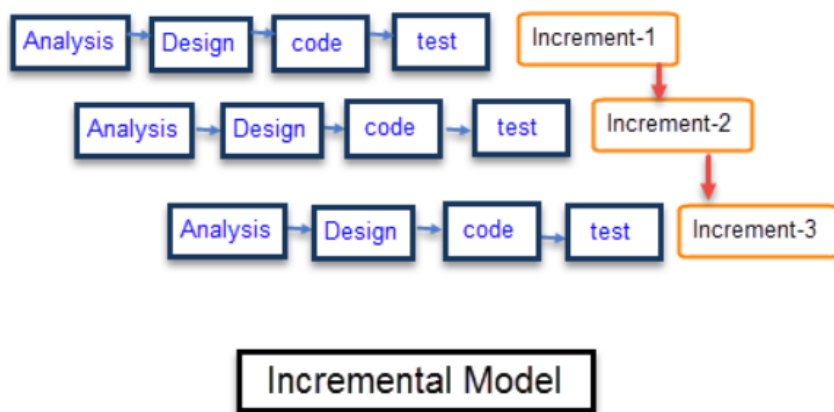 Analysis Design code test Increment-1
Analysis Design code test Increment-2
Analysis Design code test Increment-3
Incremental Model